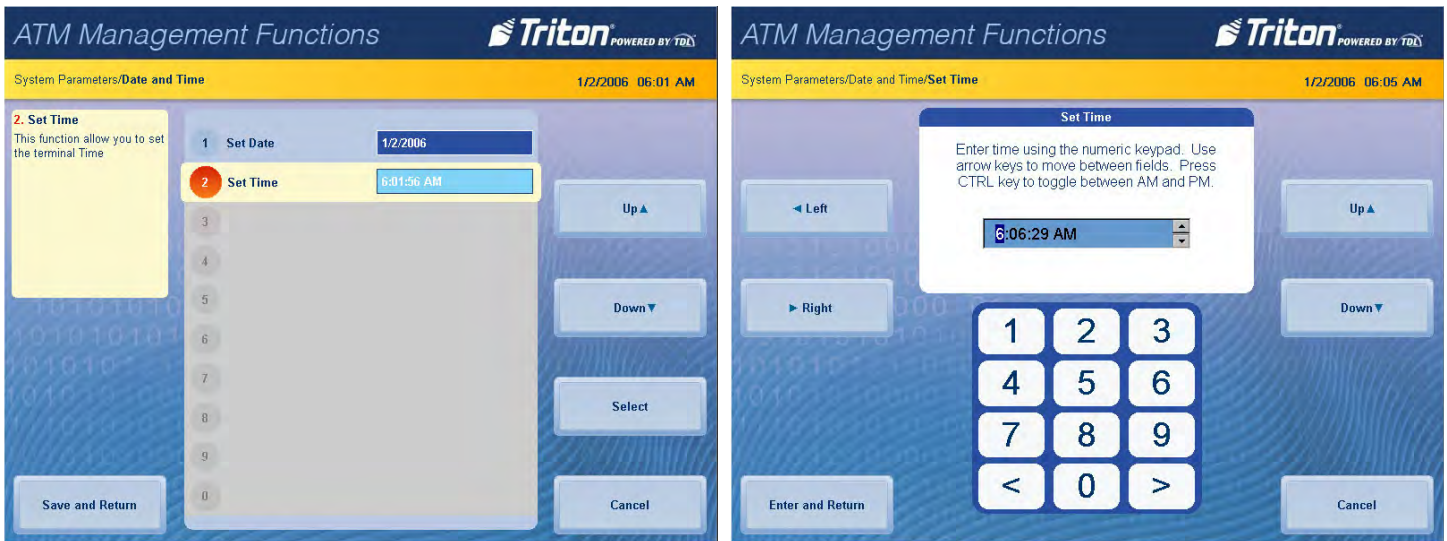 ATM Management Functions
Triton® POWERED BY TDL
System Parameters/Date and Time
1/2/2006 06:01 AM
2. Set Time
This function allow you to set
the terminal Time
1 Set Date 1/2/2006
2 Set Time 6:01:56 AM
3
4
5
6
7
8
9
0
Up▲
Down▼
Select
Save and Return
Cancel
ATM Management Functions
Triton® POWERED BY TDL
System Parameters/Date and Time/Set Time
1/2/2006 06:05 AM
Set Time
Enter time using the numeric keypad. Use
arrow keys to move between fields. Press
CTRL key to toggle between AM and PM.
6:06:29 AM
◄ Left
► Right
Up▲
Down▼
1 2 3
4 5 6
7 8 9
< 0 >
Enter and Return
Cancel